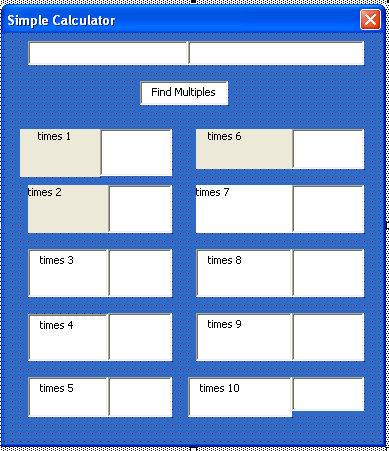 Simple Calculator
Find Multiples
times 1
times 6
times 2
times 7
times 3
times 8
times 4
times 9
times 5
times 10